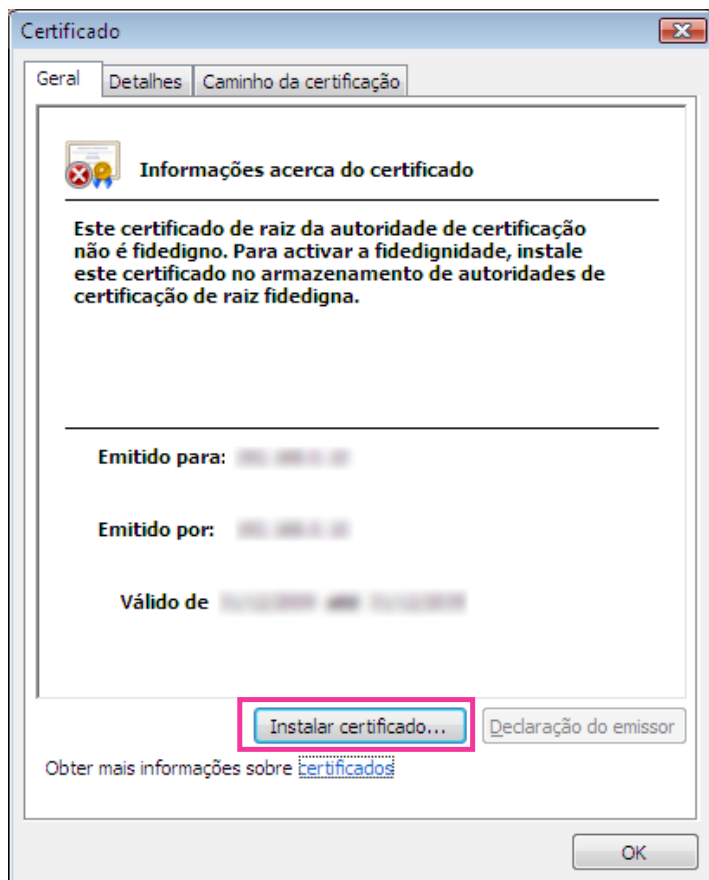 Certificado
Geral
Detalhes
Caminho da certificação
Informações acerca do certificado
Este certificado de raiz da autoridade de certificação
não é fidedigno. Para activar a fidedignidade, instale
este certificado no armazenamento de autoridades de
certificação de raiz fidedigna.
Emitido para:
Emitido por:
Válido de
Instalar certificado...
Declaração do emissor
Obter mais informações sobre certificados
OK